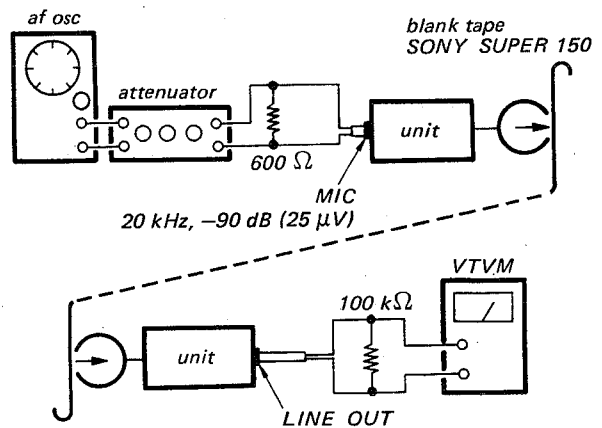 af osc
blank tape
SONY SUPER 150
attenuator
unit
600 Ω
MIC
20 kHz, −90 dB (25 μV)
VTVM
100 kΩ
unit
LINE OUT